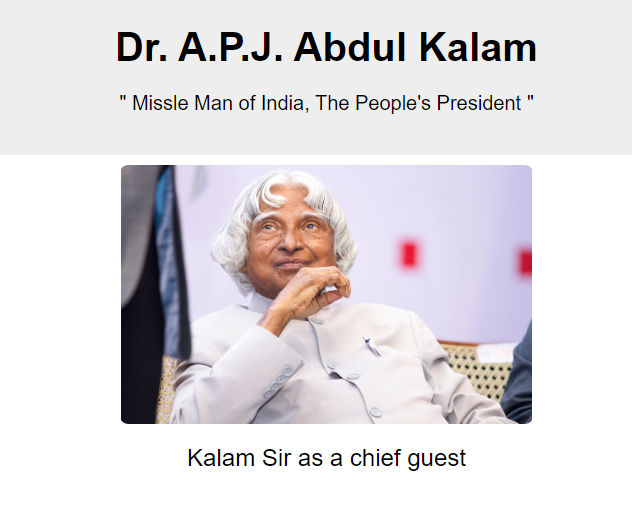 Dr. A.P.J. Abdul Kalam
" Missle Man of India, The People's President "
Kalam Sir as a chief guest